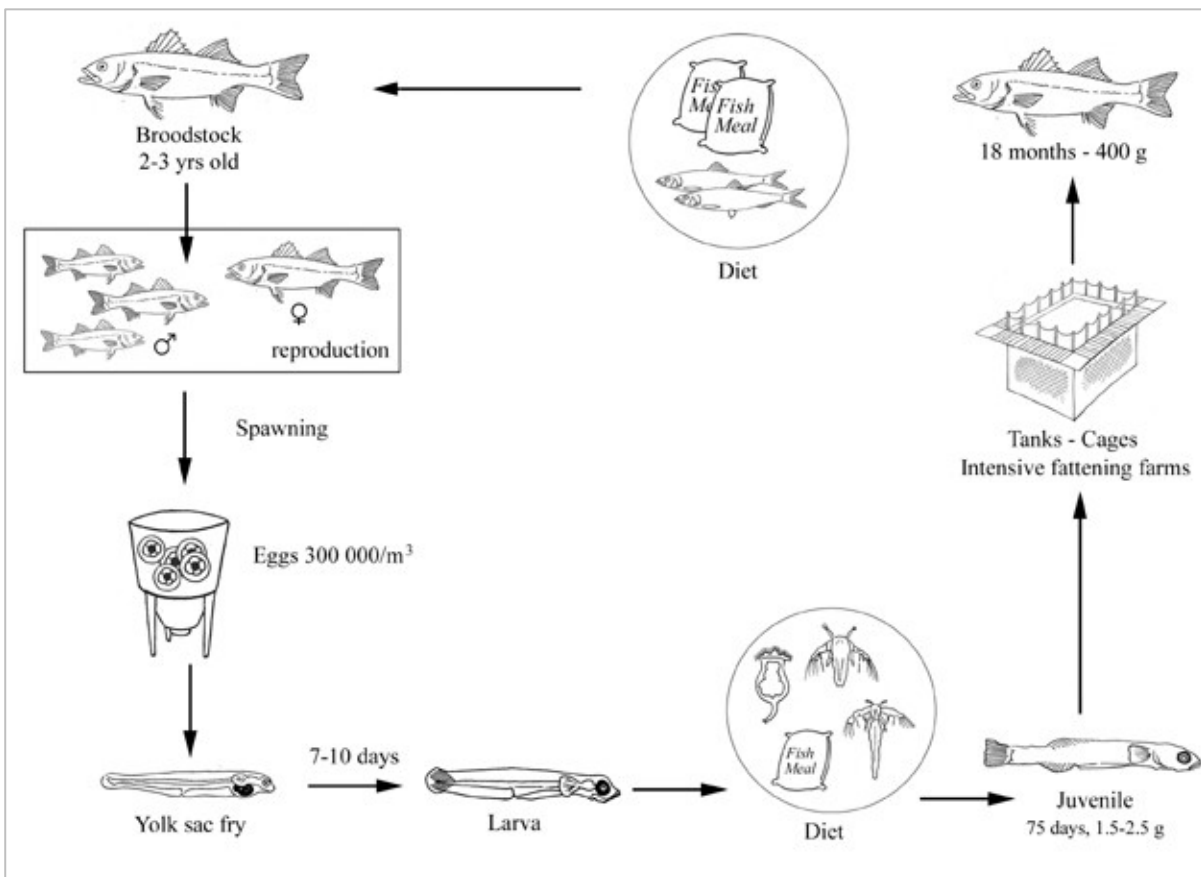 Broodstock
2-3 yrs old
Fish
Me
Fish
Meal
Diet
18 months - 400 g
♂
♀
reproduction
Spawning
Eggs 300 000/m³
Tanks - Cages
Intensive fattening farms
Yolk sac fry
7-10 days
Larva
Fish
Meal
Diet
Juvenile
75 days, 1.5-2.5 g